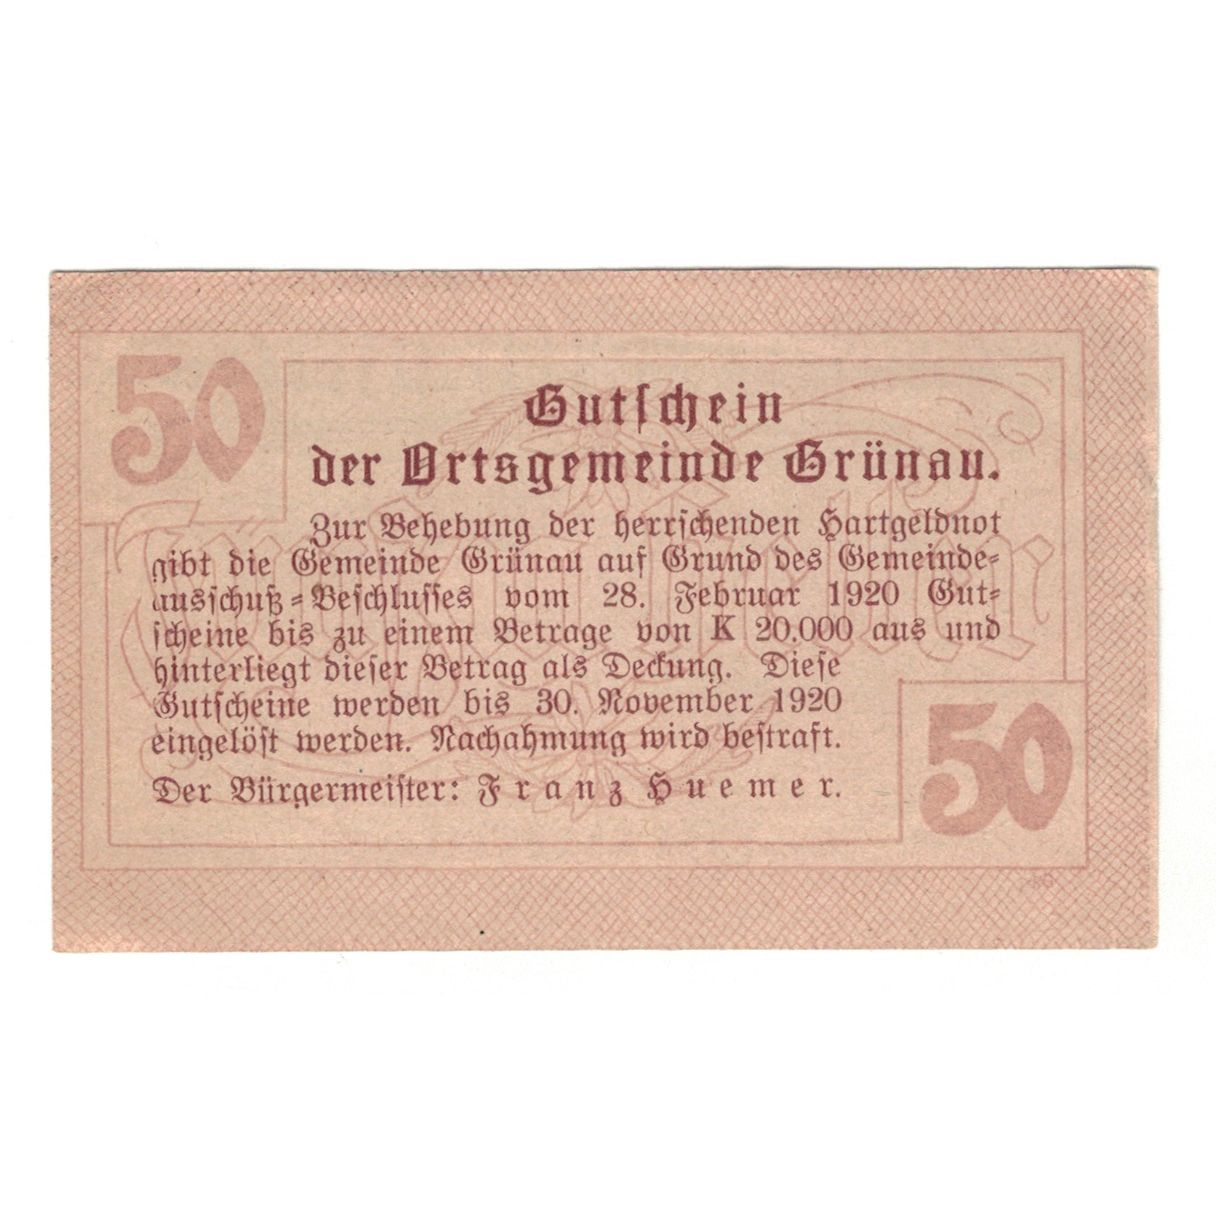 50
Gutschein
der Ortsgemeinde Grünau.
Zur Behebung der herrschenden Hartgeldnot
gibt die Gemeinde Grünau auf Grund des Gemeinde-
ausschuß-Beschlusses vom 28. Februar 1920 Gut-
scheine bis zu einem Betrage von K 20.000 aus und
hinterliegt dieser Betrag als Deckung. Diese
Gutscheine werden bis 30. November 1920
eingelöst werden. Nachahmung wird bestraft.
Der Bürgermeister: Franz Huemer.
50